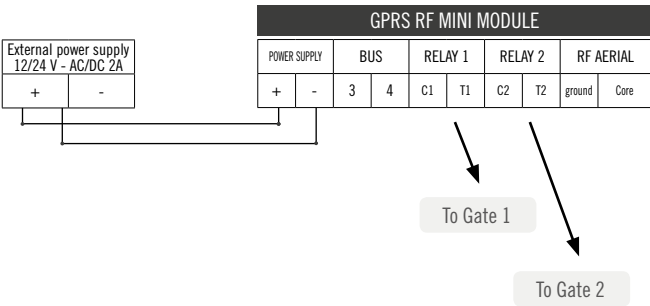 GPRS RF MINI MODULE
External power supply
12/24 V - AC/DC 2A
+ -
POWER SUPPLY BUS RELAY 1 RELAY 2 RF AERIAL
+ - 3 4 C1 T1 C2 T2 ground Core
To Gate 1
To Gate 2